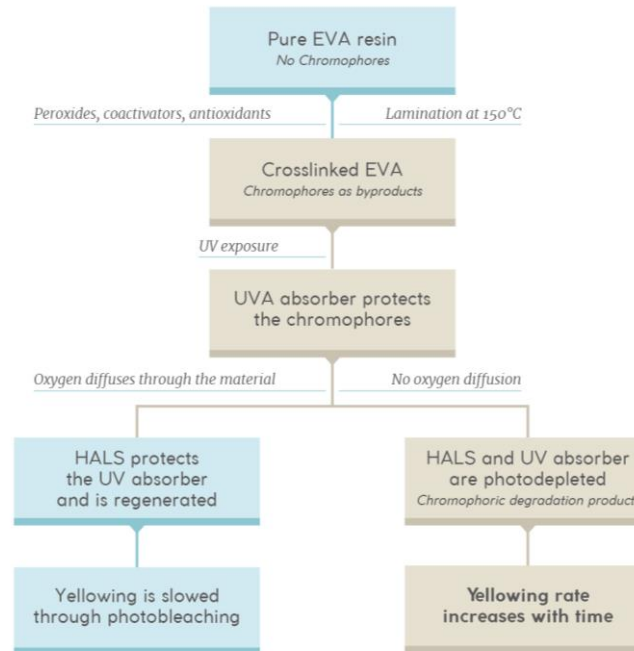 Pure EVA resin
No Chromophores
Peroxides, coactivators, antioxidants
Lamination at 150°C
Crosslinked EVA
Chromophores as byproducts
UV exposure
UVA absorber protects
the chromophores
Oxygen diffuses through the material
No oxygen diffusion
HALS protects
the UV absorber
and is regenerated
HALS and UV absorber
are photodepleted
Chromophoric degradation product
Yellowing is slowed
through photobleaching
Yellowing rate
increases with time